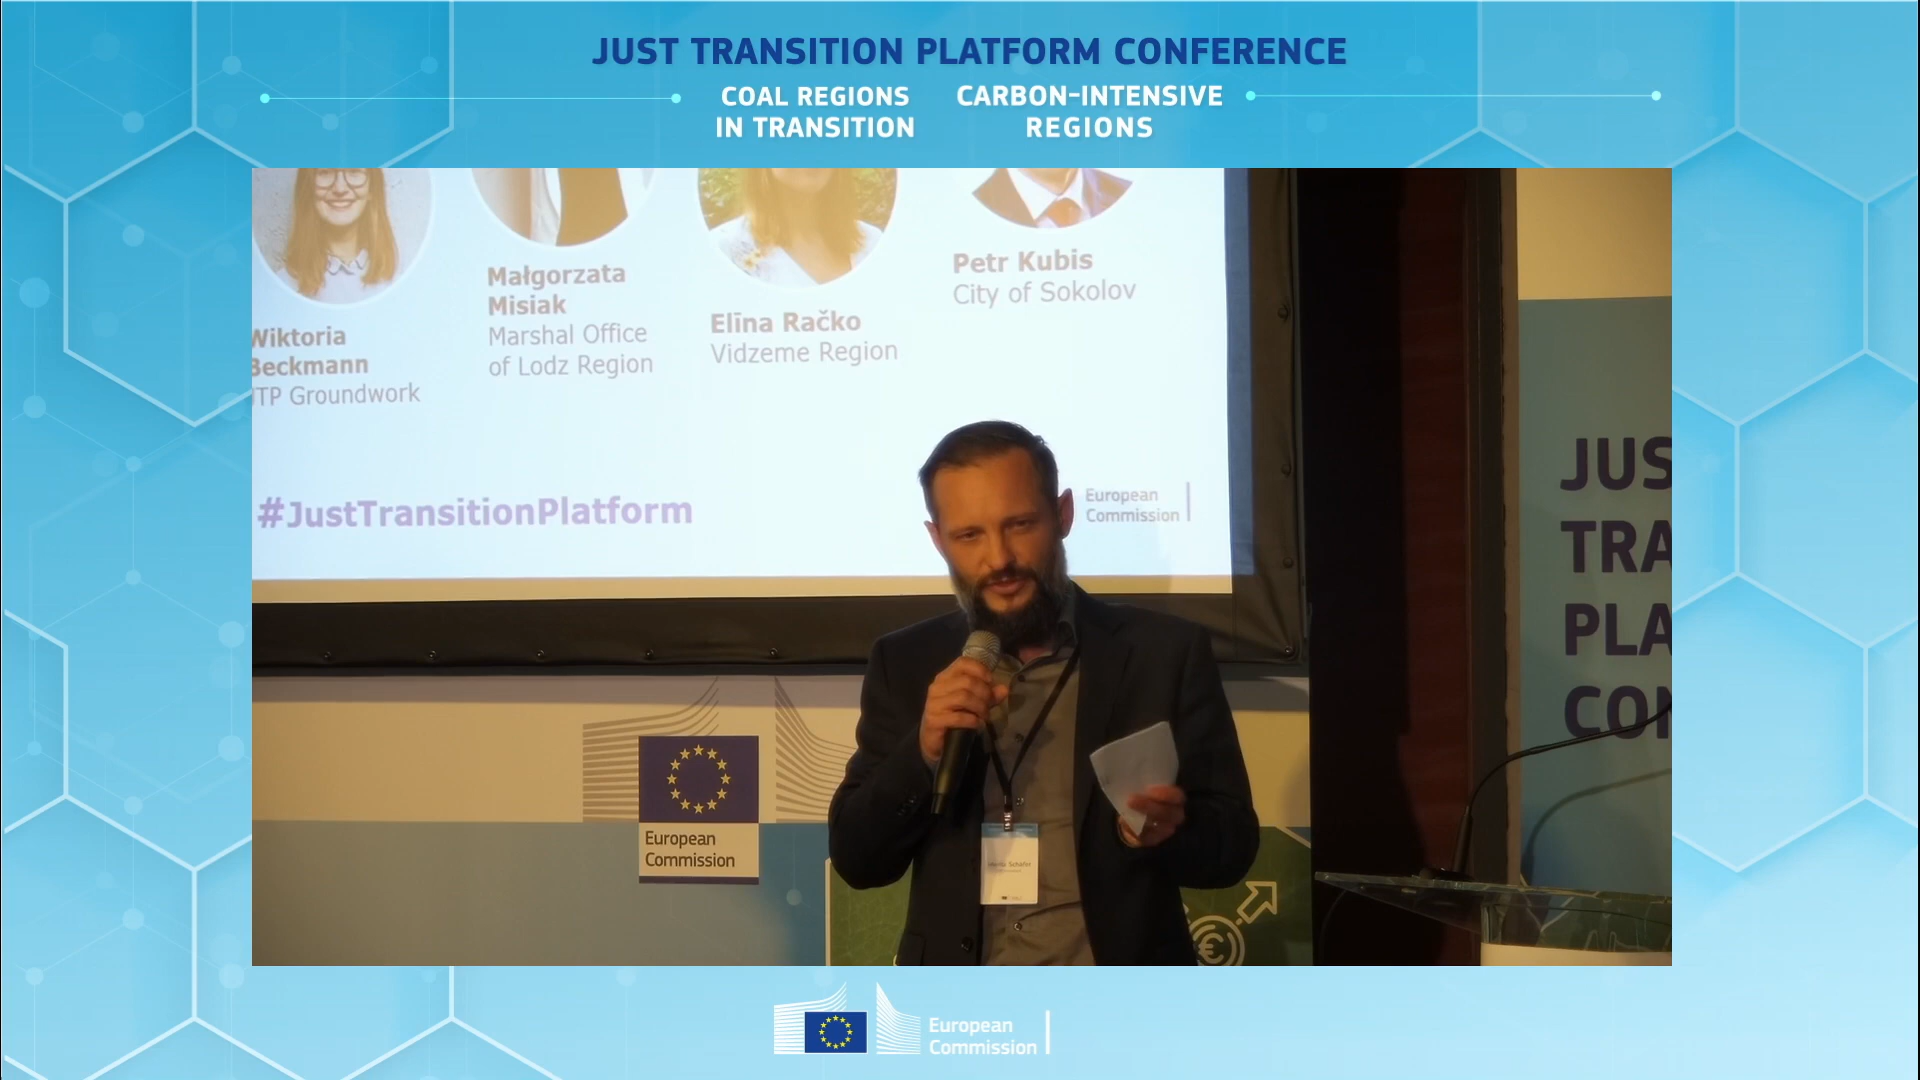 JUST TRANSITION PLATFORM CONFERENCE
COAL REGIONS
IN TRANSITION
CARBON-INTENSIVE
REGIONS
Wiktoria
Beckmann
JTP Groundwork
Małgorzata
Misiak
Marshal Office
of Lodz Region
Elīna Račko
Vidzeme Region
Petr Kubis
City of Sokolov
#JustTransitionPlatform
European
Commission
JUS
TRA
PLA
CON
European
Commission
€
European
Commission